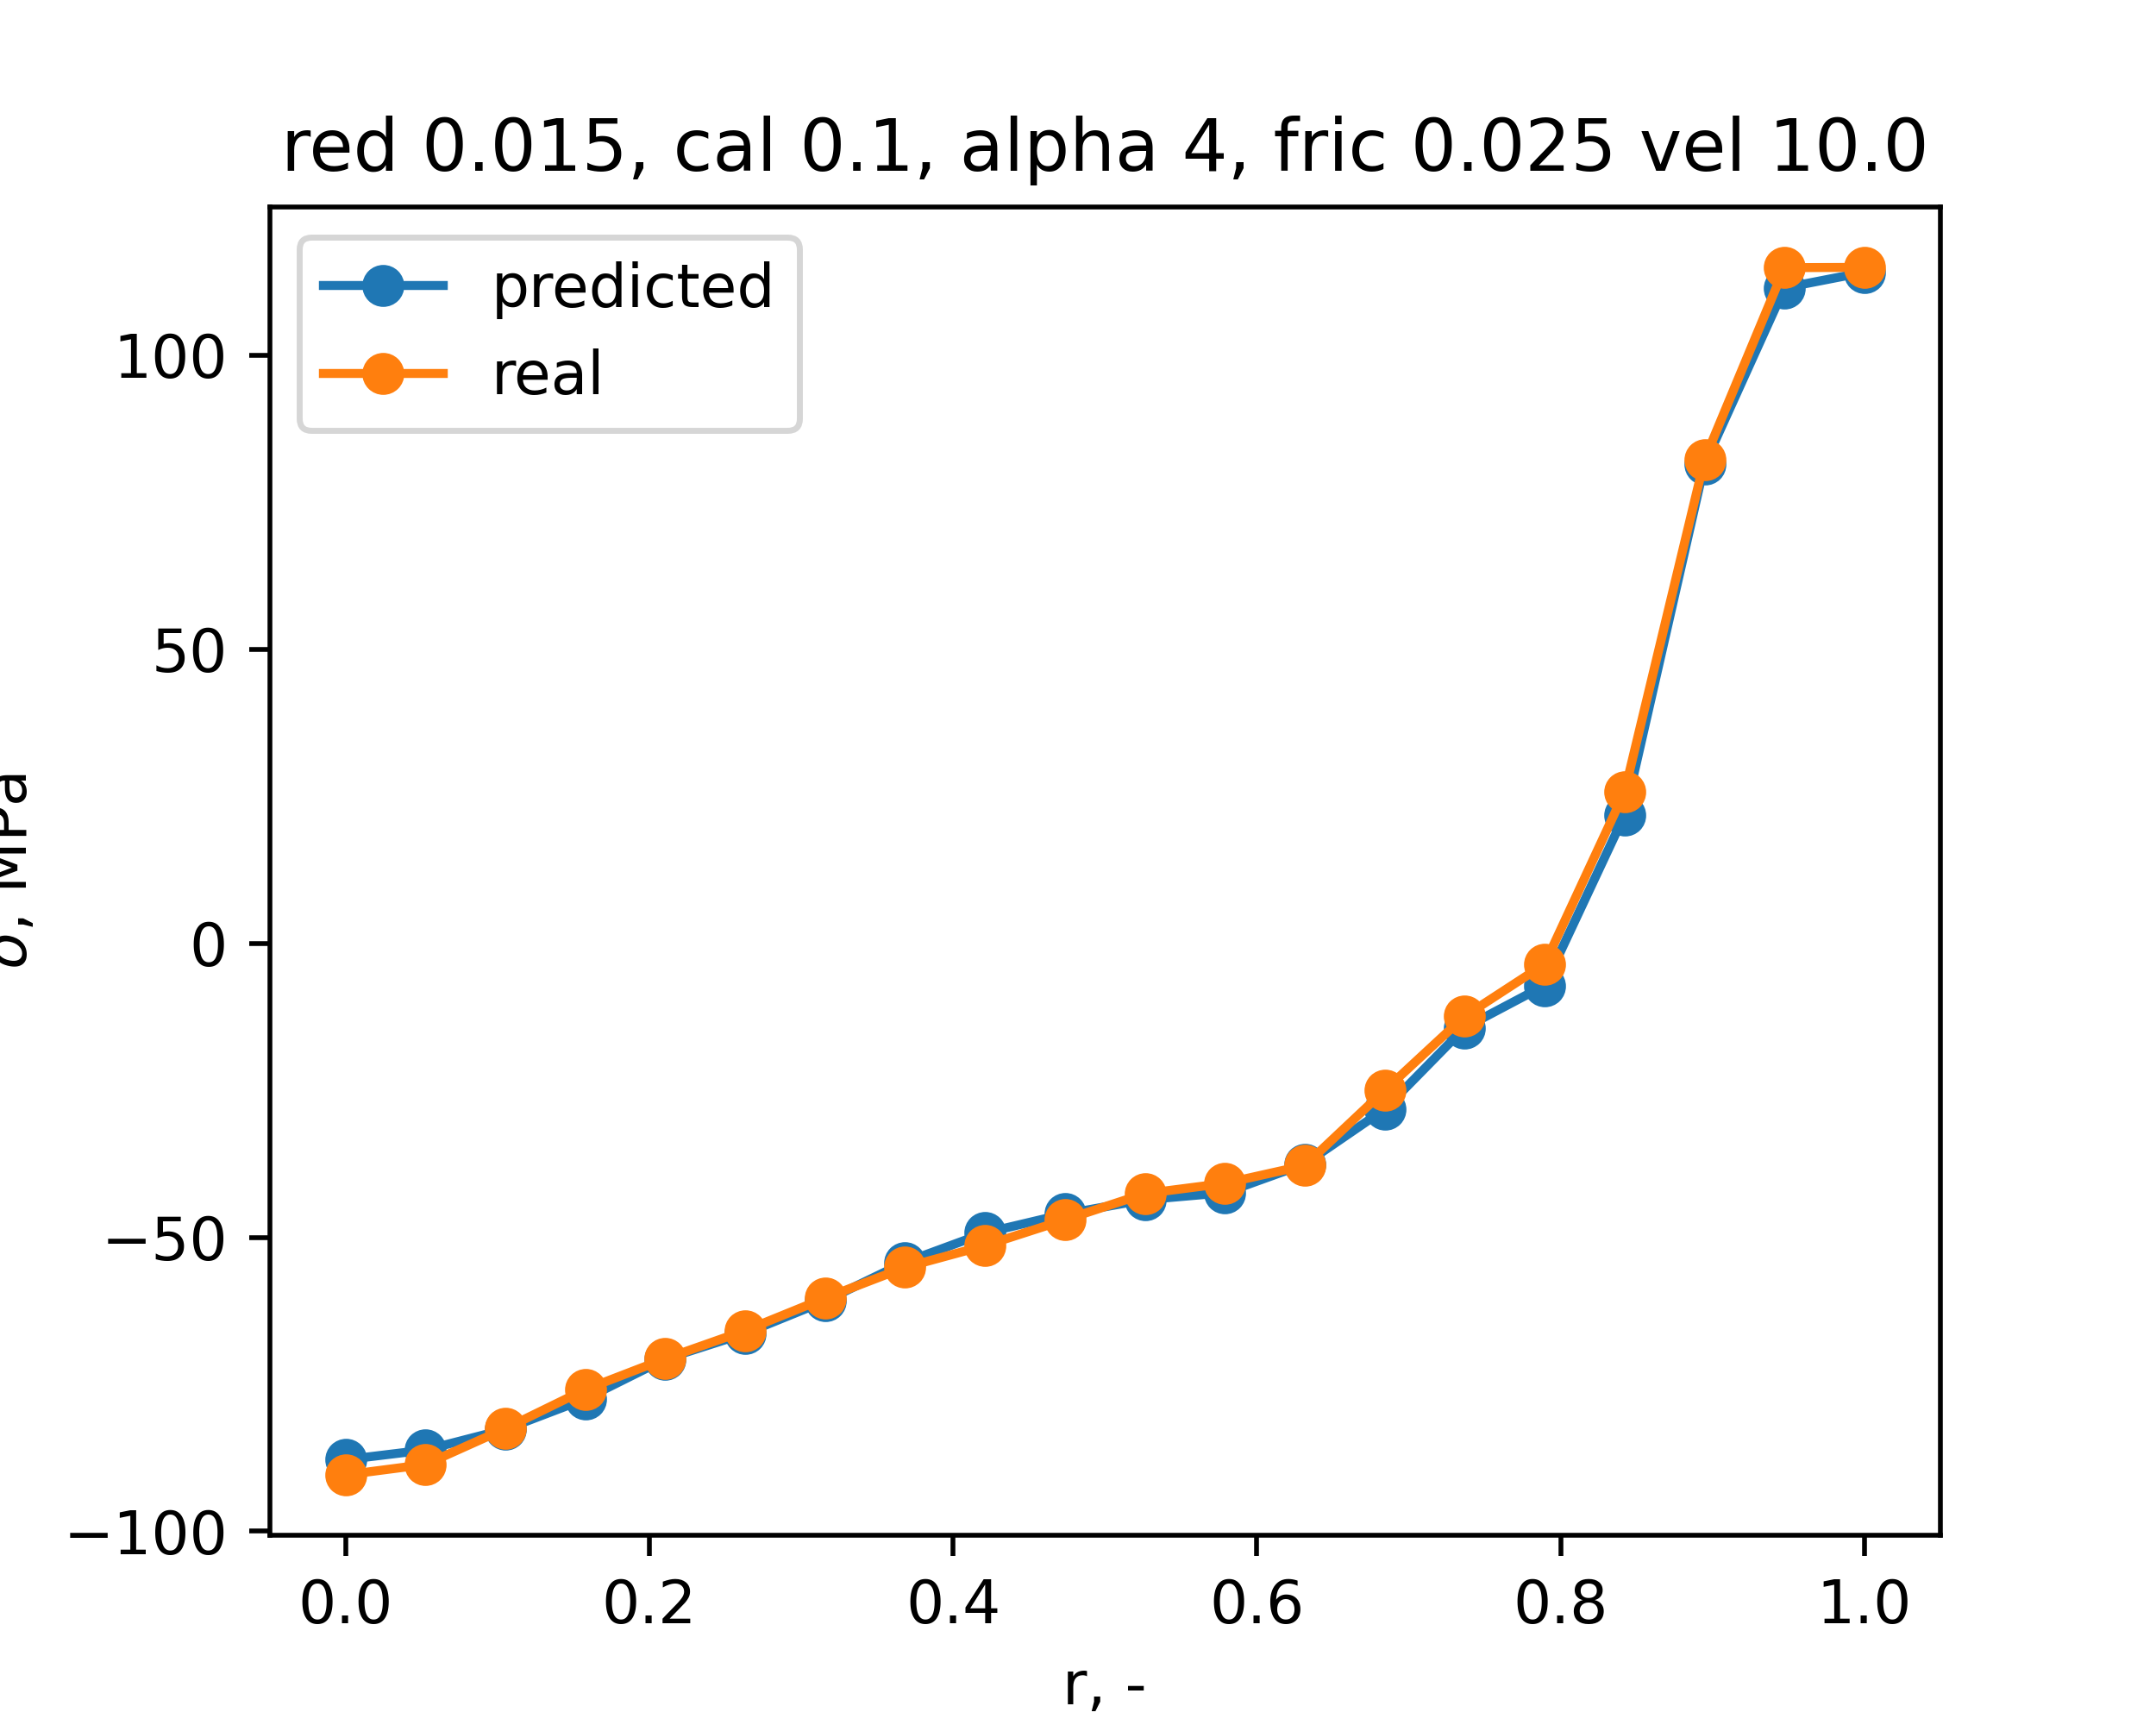 red 0.015, cal 0.1, alpha 4, fric 0.025 vel 10.0
predicted
real
100
50
0
−50
−100
σ, MPa
0.0 0.2 0.4 0.6 0.8 1.0
r, -